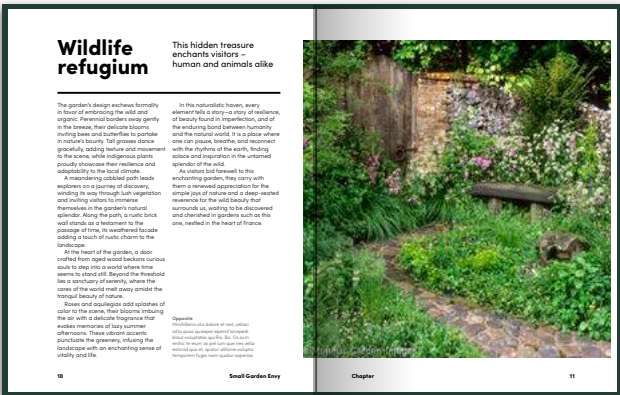 Wildlife
refugium
This hidden treasure
enchants visitors –
human and animals alike
The garden's design eschews formality
in favor of embracing the wild and
organic. Perennial borders sway gently
in the breeze, their delicate blooms
inviting bees and butterflies to partake
in nature's bounty. Tall grasses dance
gracefully, adding texture and movement
to the scene, while indigenous plants
proudly showcase their resilience and
adaptability to the local climate.
A meandering cobbled path leads
explorers on a journey of discovery,
winding its way through lush vegetation
and inviting visitors to immerse
themselves in the garden's natural
splendor. Along the path, a rustic brick
wall stands as a testament to the
passage of time, its weathered facade
adding a touch of rustic charm to the
landscape.
At the heart of the garden, a door
crafted from aged wood beckons curious
souls to step into a world where time
seems to stand still. Beyond the threshold
lies a sanctuary of serenity, where the
cares of the world melt away amidst the
tranquil beauty of nature.
Roses and aquilegias add splashes of
color to the scene, their blooms imbuing
the air with a delicate fragrance that
evokes memories of lazy summer
afternoons. These vibrant accents
punctuate the greenery, infusing the
landscape with an enchanting sense of
vitality and life.
In this naturalistic haven, every
element tells a story—a story of resilience,
of beauty found in imperfection, and of
the enduring bond between humanity
and the natural world. It is a place where
one can pause, breathe, and reconnect
with the rhythms of the earth, finding
solace and inspiration in the untamed
splendor of the wild.
As visitors bid farewell to this
enchanting garden, they carry with
them a renewed appreciation for the
simple joys of nature and a deep-seated
reverence for the wild beauty that
surrounds us, waiting to be discovered
and cherished in gardens such as this
one, nestled in the heart of France.
Opposite
10
Small Garden Envy
Chapter
11